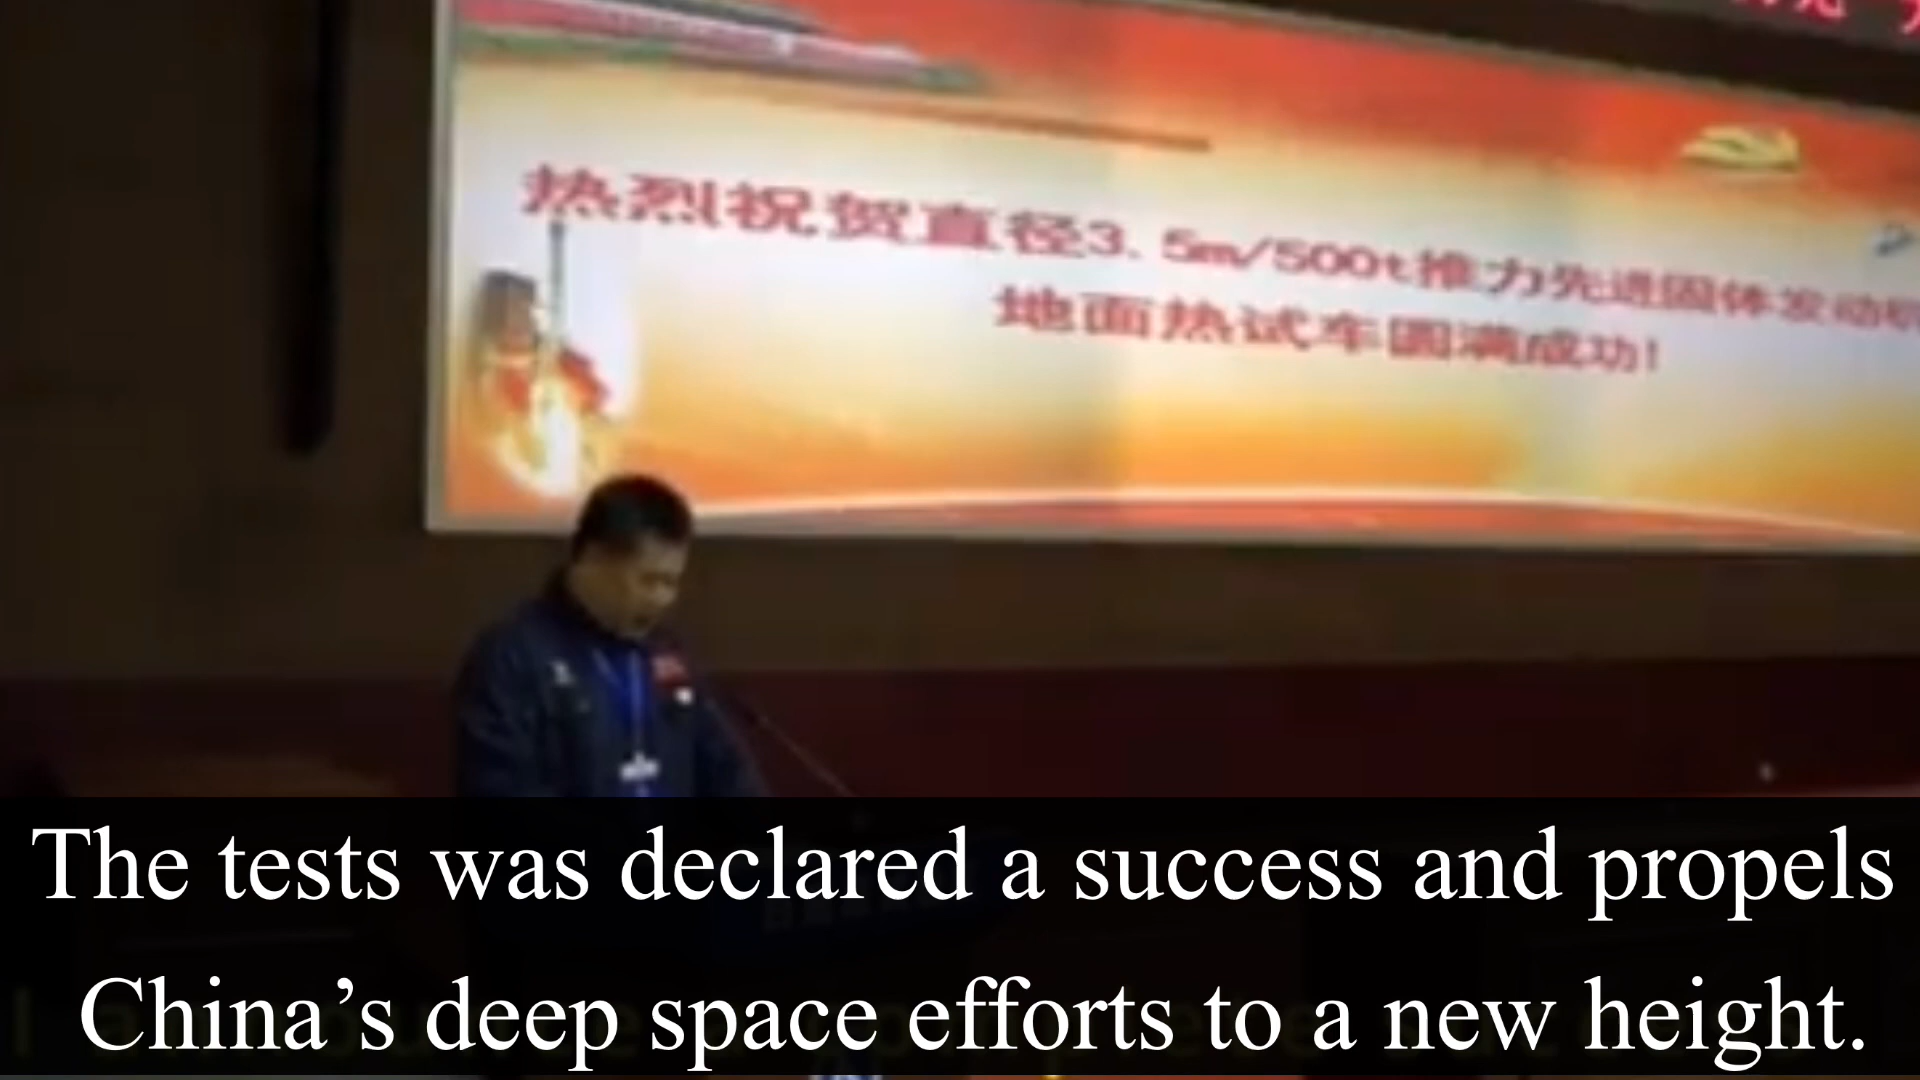 热烈祝贺直径3.5m/500t推力先进固体发动
地面热试车圆满成功!
The tests was declared a success and propels
China’s deep space efforts to a new height.